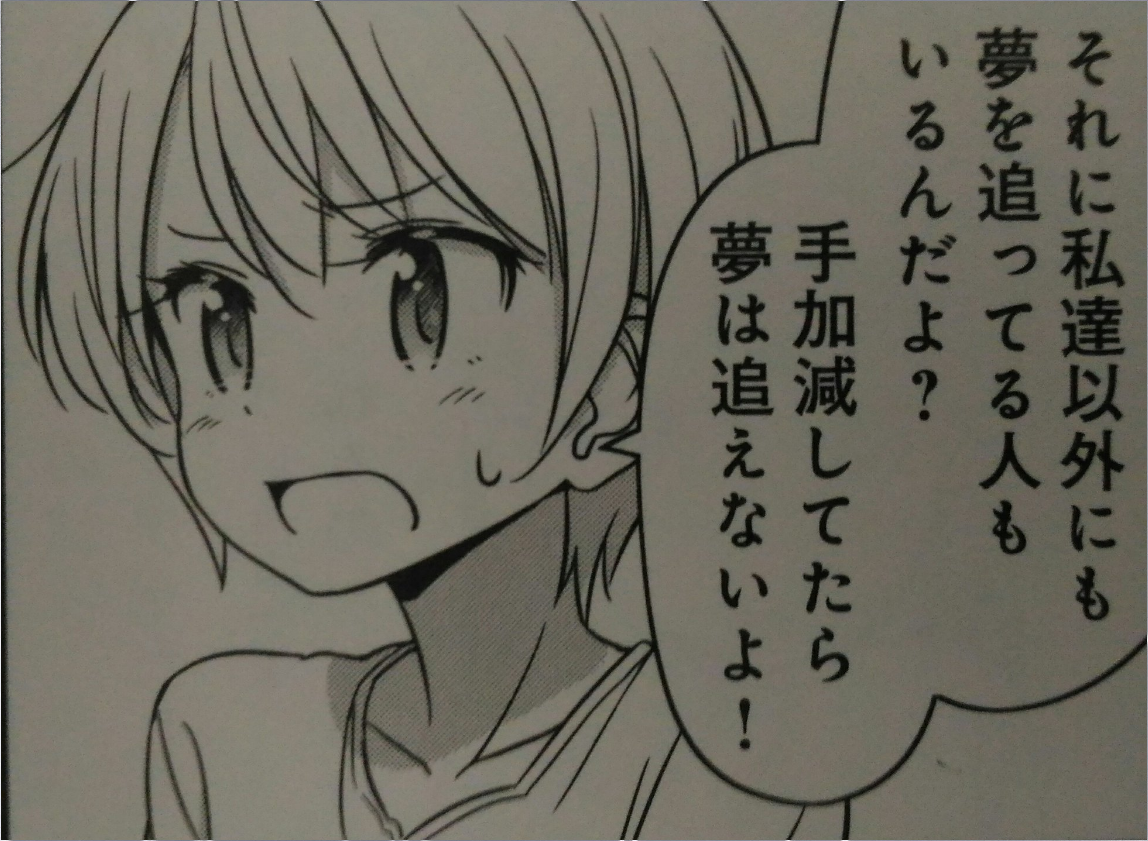 それに私達以外にも
夢を追ってる人も
いるんだよ?
手加減してたら
夢は追えないよ!